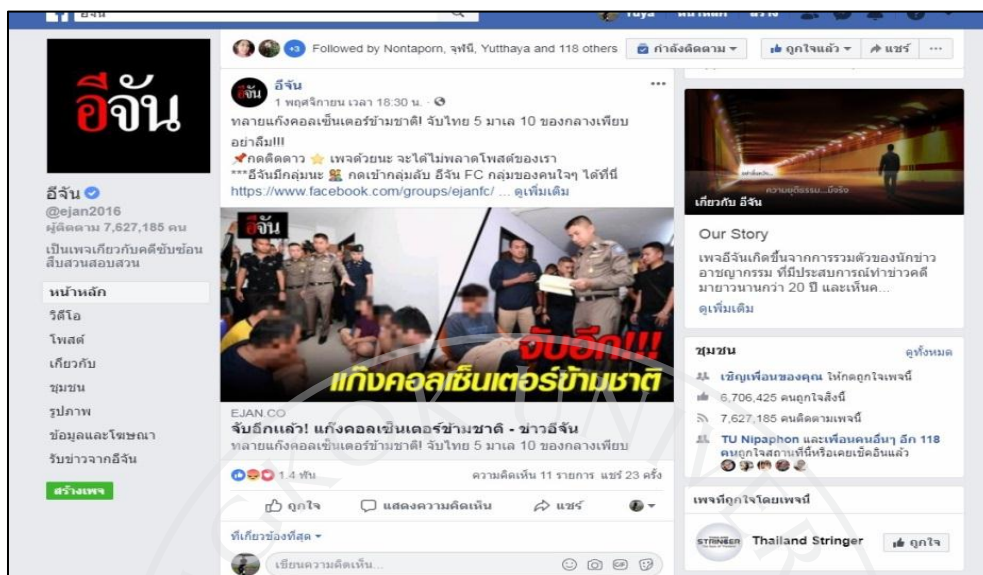 อีจัน
Tuya
หน้าหลัก
สร้าง
Followed by Nontaporn, จุฬนี, Yutthaya and 118 others
กำลังติดตาม
ถูกใจแล้ว
แชร์
อีจัน
อีจัน
@ejan2016
ผู้ติดตาม 7,627,185 คน
เป็นเพจเกี่ยวกับคดีซับซ้อน
สืบสวนสอบสวน
หน้าหลัก
วิดีโอ
โพสต์
เกี่ยวกับ
ชุมชน
รูปภาพ
ข้อมูลและโฆษณา
รับข่าวจากอีจัน
สร้างเพจ
อีจัน
อีจัน
1 พฤศจิกายน เวลา 18:30 น.
ทลายแก๊งคอลเซ็นเตอร์ข้ามชาติ! จับไทย 5 มาเล 10 ของกลางเพียบ
อย่าลืม!!!
📌กดติดดาว ⭐ เพจด้วยนะ จะได้ไม่พลาดโพสต์ของเรา
***อีจันมีกลุ่มนะ กดเข้ากลุ่มลับ อีจัน FC กลุ่มของคนใจๆ ได้ที่นี่
https://www.facebook.com/groups/ejanfc/ ... ดูเพิ่มเติม
อีจัน
จับอีก!!!
แก๊งคอลเซ็นเตอร์ข้ามชาติ
EJAN.CO
จับอีกแล้ว! แก๊งคอลเซ็นเตอร์ข้ามชาติ - ข่าวอีจัน
ทลายแก๊งคอลเซ็นเตอร์ข้ามชาติ! จับไทย 5 มาเล 10 ของกลางเพียบ
1.4 พัน
ความคิดเห็น 11 รายการ แชร์ 23 ครั้ง
ถูกใจ
แสดงความคิดเห็น
แชร์
ที่เกี่ยวข้องที่สุด
เขียนความคิดเห็น...
ความยุติธรรม...มีจริง
เกี่ยวกับ อีจัน
Our Story
เพจอีจันเกิดขึ้นจากการรวมตัวของนักข่าว
อาชญากรรม ที่มีประสบการณ์ทำข่าวคดี
มายาวนานกว่า 20 ปี และเห็นค...
ดูเพิ่มเติม
ชุมชน
ดูทั้งหมด
เชิญเพื่อนของคุณ ให้กดถูกใจเพจนี้
6,706,425 คนถูกใจสิ่งนี้
7,627,185 คนติดตามเพจนี้
TU Nipaphon และเพื่อนคนอื่นๆ อีก 118
คนถูกใจสถานที่นี้หรือเคยเช็คอินแล้ว
เพจที่ถูกใจโดยเพจนี้
STRINGER
Thailand Stringer
ถูกใจ